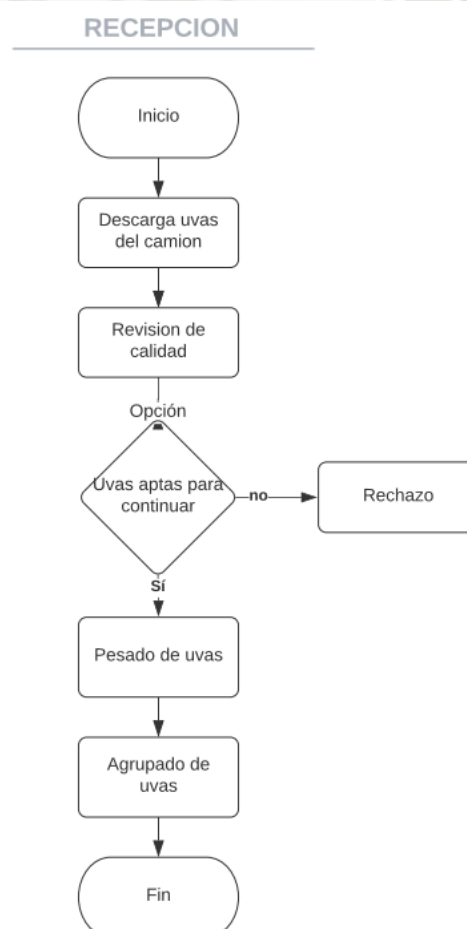 RECEPCION
Inicio
Descarga uvas
del camion
Revision de
calidad
Opción
Uvas aptas para
continuar
no
Rechazo
Sí
Pesado de uvas
Agrupado de
uvas
Fin